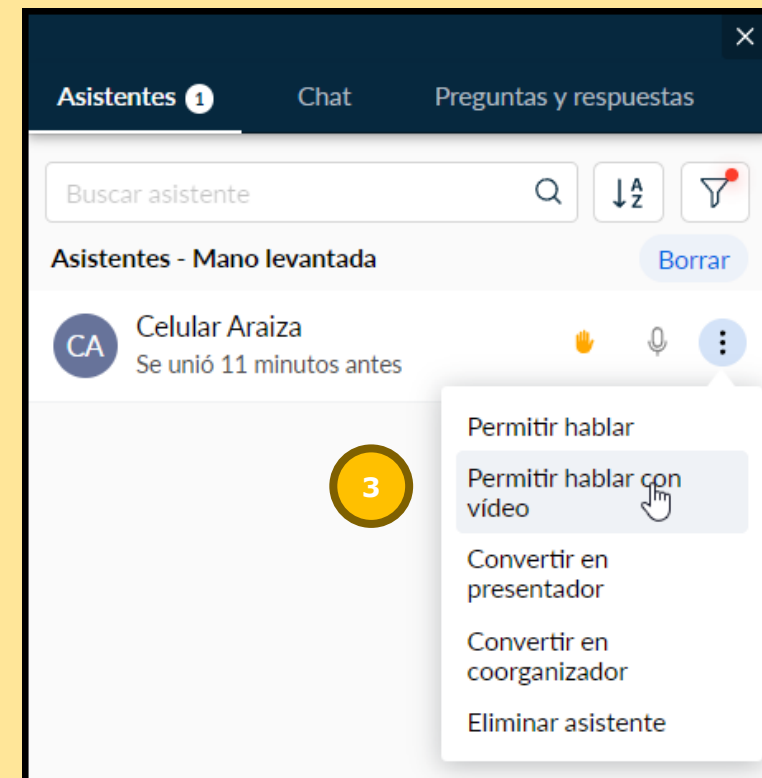 Asistentes 1 Chat Preguntas y respuestas
Buscar asistente A Z
Asistentes - Mano levantada Borrar
CA Celular Araiza
Se unió 11 minutos antes
Permitir hablar
3
Permitir hablar con
vídeo
Convertir en
presentador
Convertir en
coorganizador
Eliminar asistente